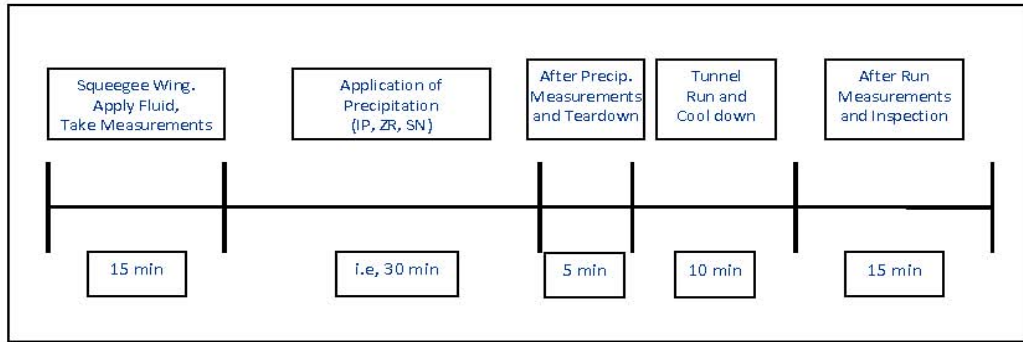 Squeegee Wing.
Apply Fluid,
Take Measurements
Application of
Precipitation
(IP, ZR, SN)
After Precip.
Measurements
and Teardown
Tunnel
Run and
Cool down
After Run
Measurements
and Inspection
15 min
i.e, 30 min
5 min
10 min
15 min